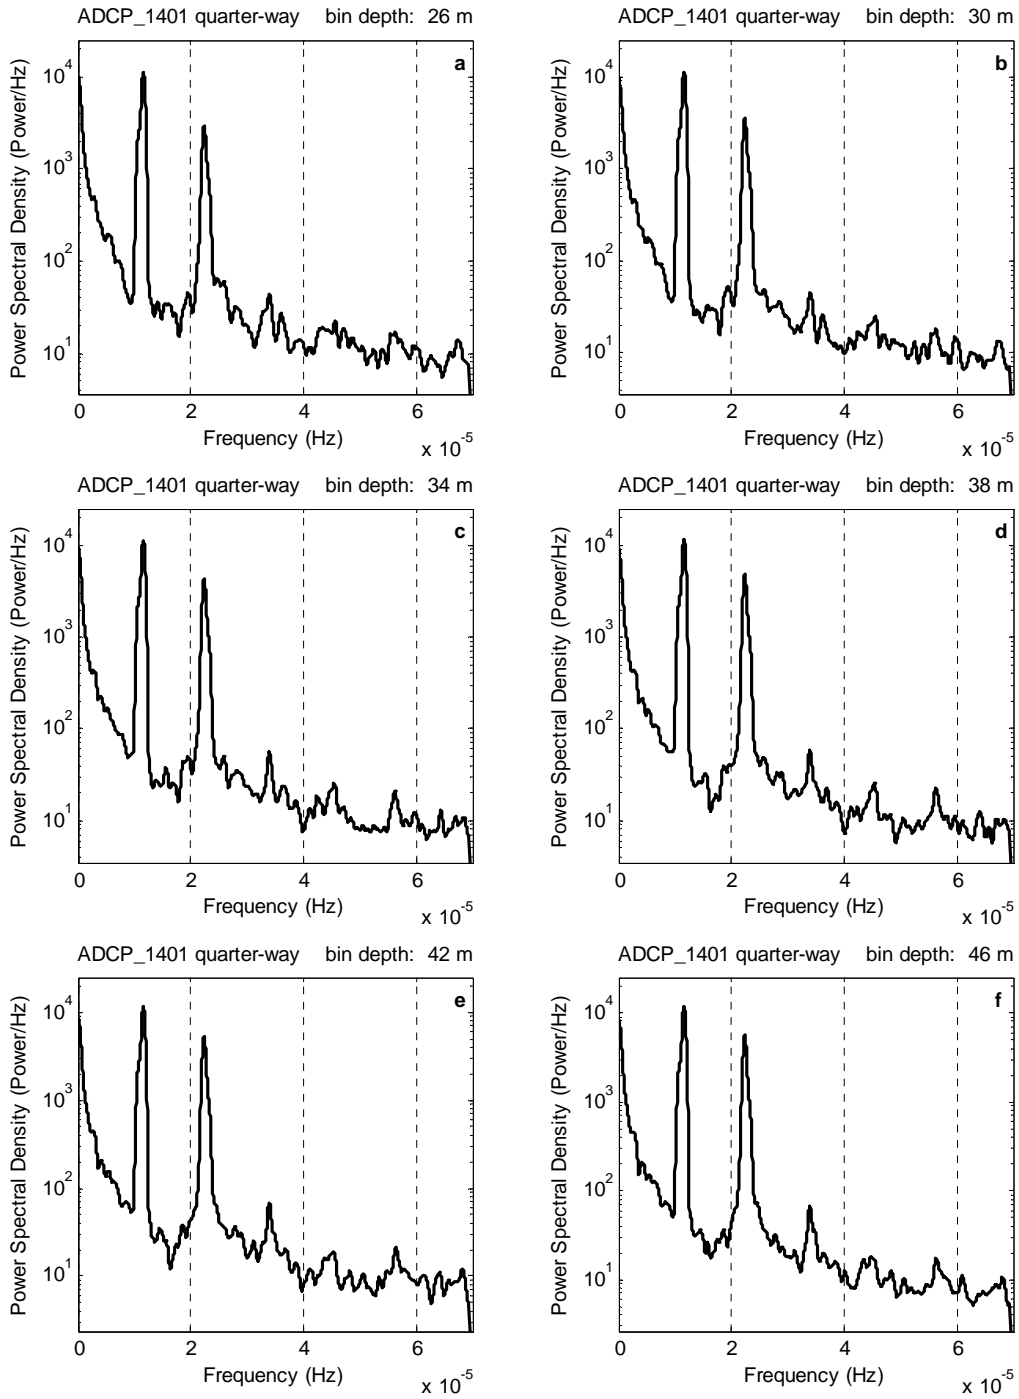 ADCP_1401 quarter-way bin depth: 26 m
a
Power Spectral Density (Power/Hz)
10^4
10^3
10^2
10^1
0 2 4 6
Frequency (Hz)
x 10^-5
ADCP_1401 quarter-way bin depth: 30 m
b
Power Spectral Density (Power/Hz)
10^4
10^3
10^2
10^1
0 2 4 6
Frequency (Hz)
x 10^-5
ADCP_1401 quarter-way bin depth: 34 m
c
Power Spectral Density (Power/Hz)
10^4
10^3
10^2
10^1
0 2 4 6
Frequency (Hz)
x 10^-5
ADCP_1401 quarter-way bin depth: 38 m
d
Power Spectral Density (Power/Hz)
10^4
10^3
10^2
10^1
0 2 4 6
Frequency (Hz)
x 10^-5
ADCP_1401 quarter-way bin depth: 42 m
e
Power Spectral Density (Power/Hz)
10^4
10^3
10^2
10^1
0 2 4 6
Frequency (Hz)
x 10^-5
ADCP_1401 quarter-way bin depth: 46 m
f
Power Spectral Density (Power/Hz)
10^4
10^3
10^2
10^1
0 2 4 6
Frequency (Hz)
x 10^-5